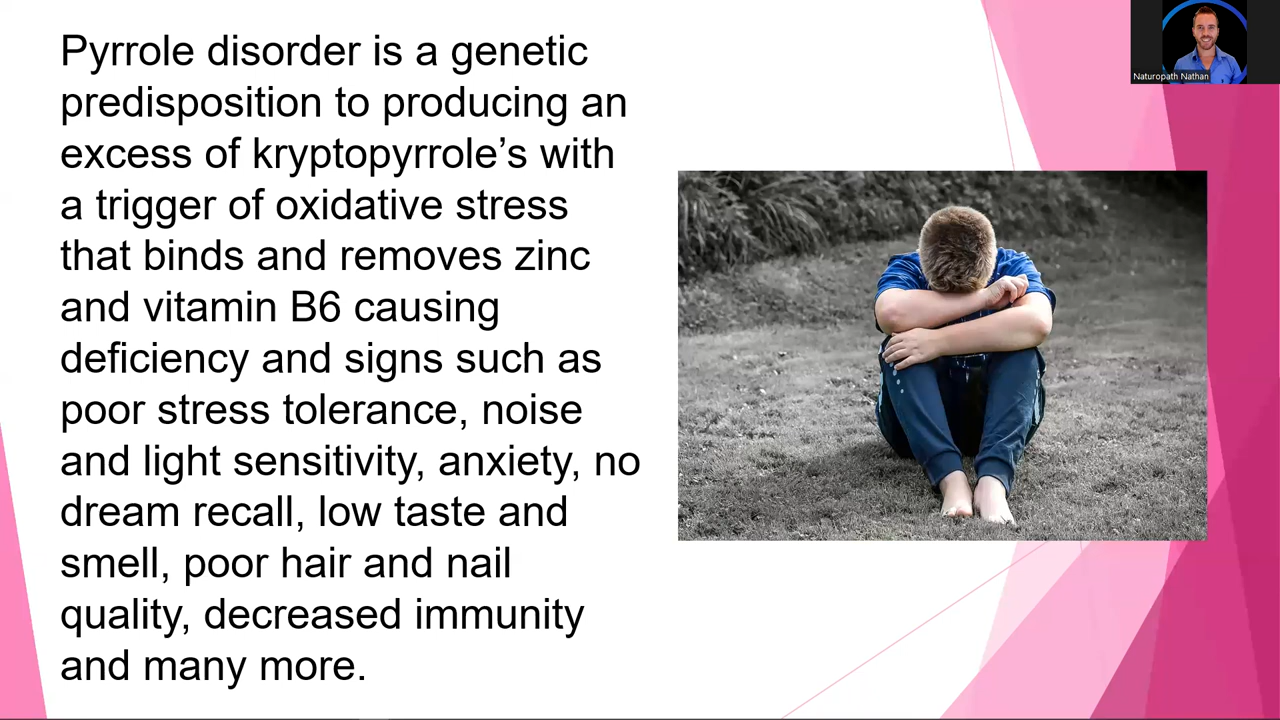 Pyrrole disorder is a genetic
predisposition to producing an
excess of kryptopyrrole’s with
a trigger of oxidative stress
that binds and removes zinc
and vitamin B6 causing
deficiency and signs such as
poor stress tolerance, noise
and light sensitivity, anxiety, no
dream recall, low taste and
smell, poor hair and nail
quality, decreased immunity
and many more.
Naturopath Nathan